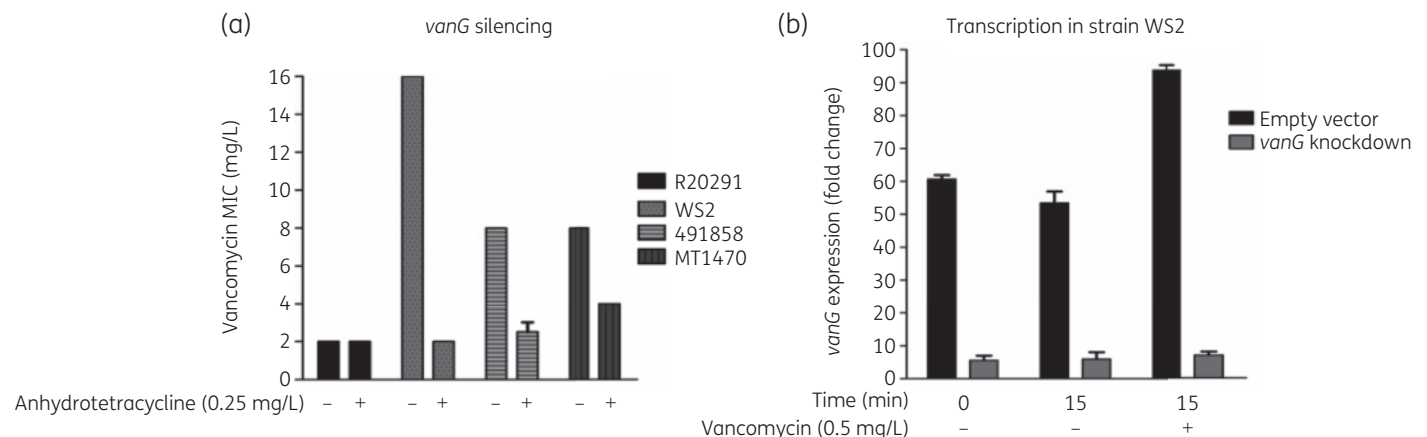 (a)
vanG silencing
Vancomycin MIC (mg/L)
16
14
12
10
8
6
4
2
0
R20291
WS2
491858
MT1470
Anhydrotetracycline (0.25 mg/L) – + – + – + – +
(b)
Transcription in strain WS2
vanG expression (fold change)
100
90
80
70
60
50
40
30
20
10
0
Empty vector
vanG knockdown
Time (min) 0 15 15
Vancomycin (0.5 mg/L) – – +